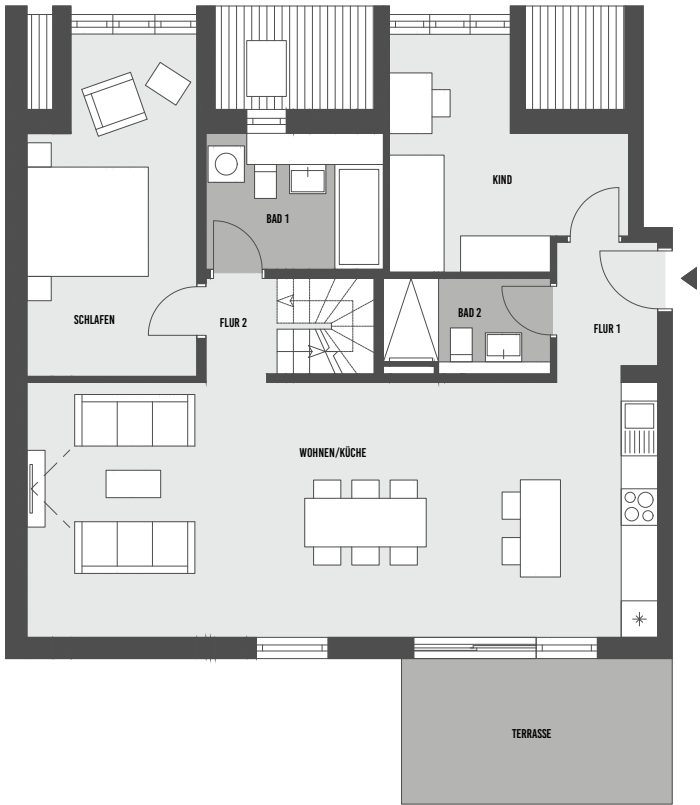 KIND
BAD 1
SCHLAFEN
FLUR 2
BAD 2
FLUR 1
WOHNEN/KÜCHE
TERRASSE